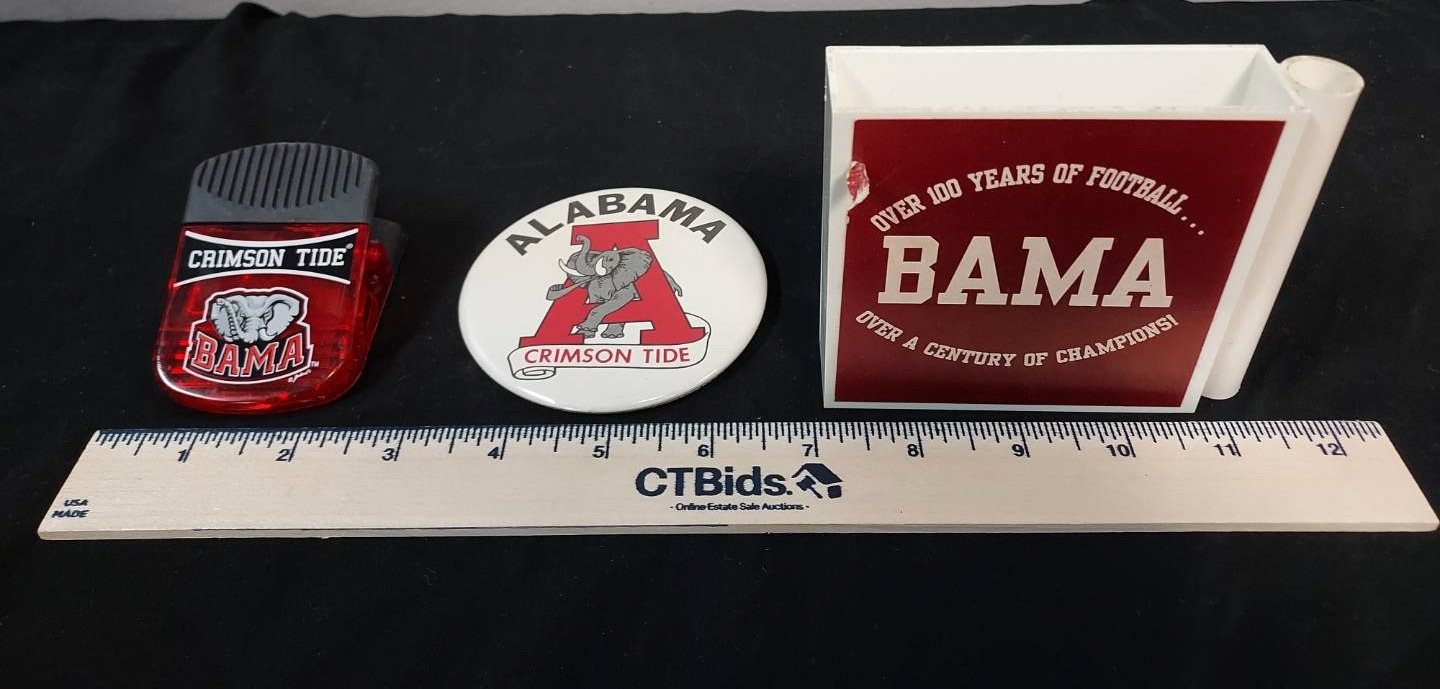 CRIMSON TIDE®
BAMA™
ALABAMA
A
CRIMSON TIDE
OVER 100 YEARS OF FOOTBALL....
BAMA
OVER A CENTURY OF CHAMPIONS!
1 2 3 4 5 6 7 8 9 10 11 12
CTBids.
- Online Estate Sale Auctions -
USA
MADE